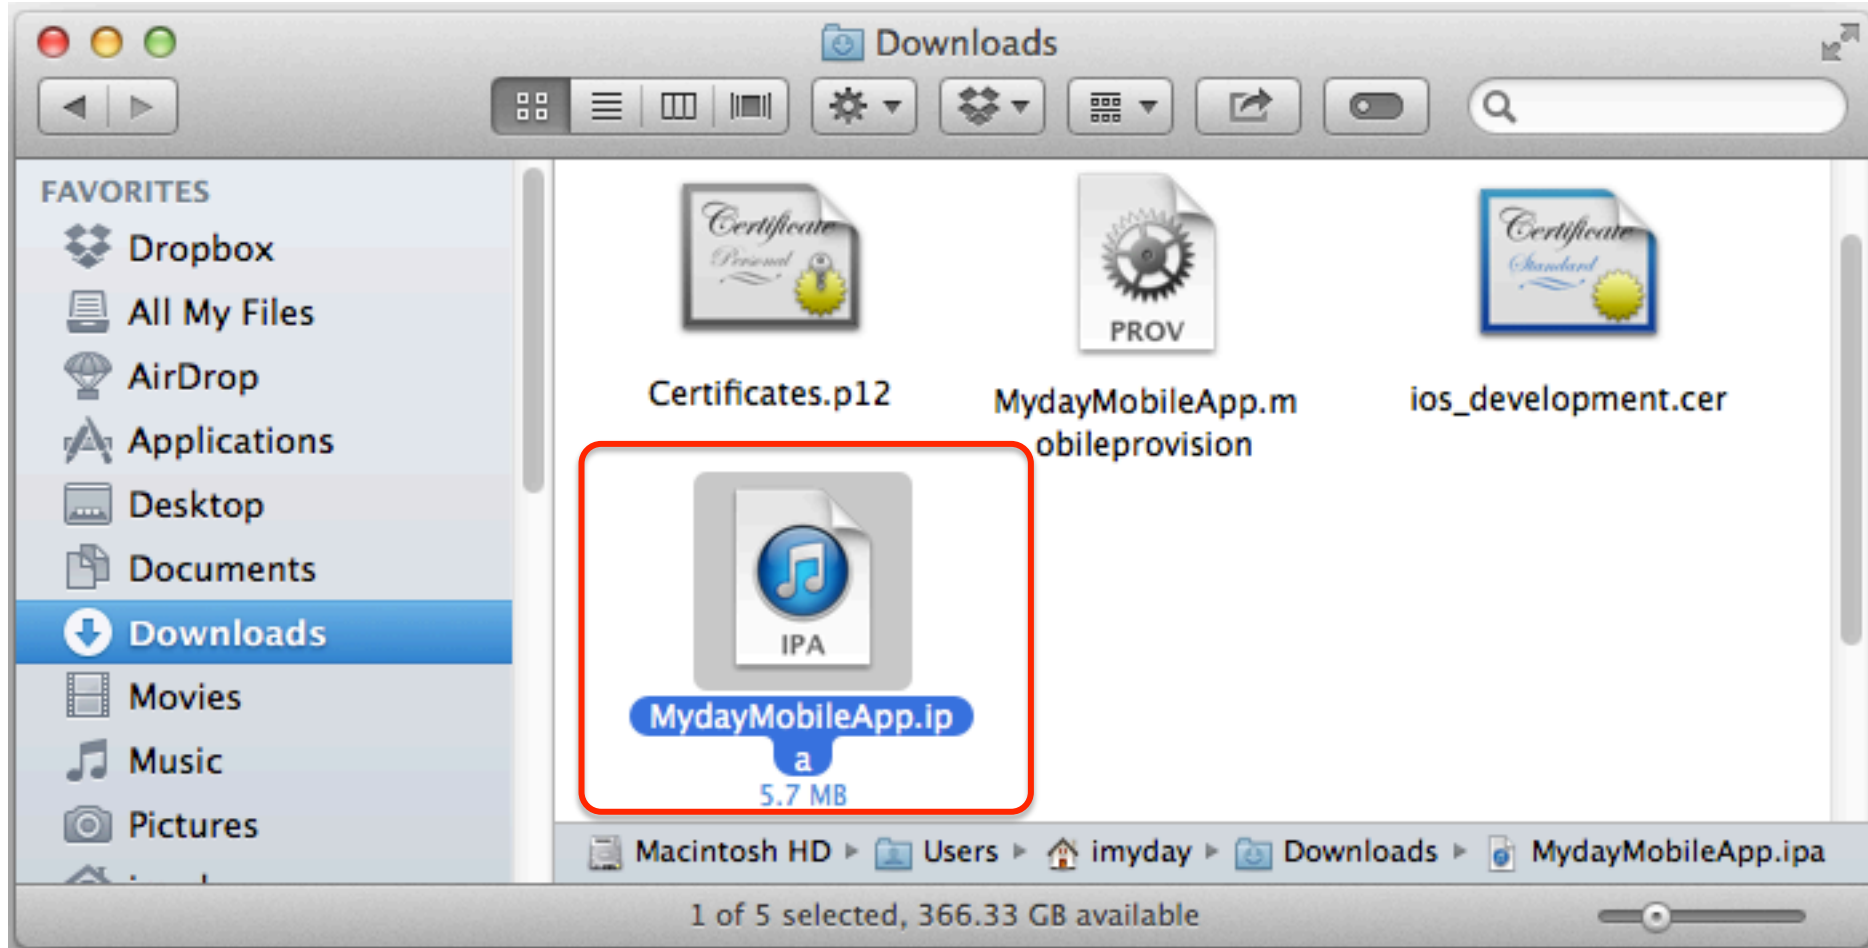 Downloads
FAVORITES
Dropbox
All My Files
AirDrop
Applications
Desktop
Documents
Downloads
Movies
Music
Pictures
Certificate
Personal
PROV
Certificate
Standard
Certificates.p12
MydayMobileApp.m
obileprovision
ios_development.cer
IPA
MydayMobileApp.ip
a
5.7 MB
Macintosh HD ▸ Users ▸ imyday ▸ Downloads ▸ MydayMobileApp.ipa
1 of 5 selected, 366.33 GB available